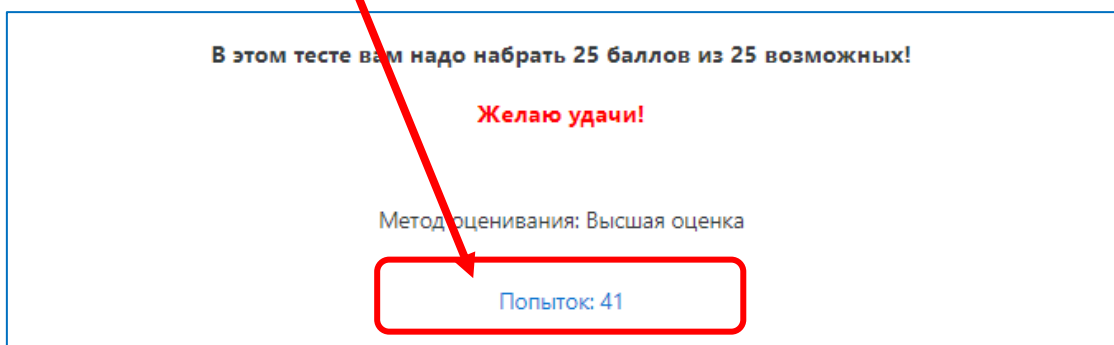 В этом тесте вам надо набрать 25 баллов из 25 возможных!
Желаю удачи!
Метод оценивания: Высшая оценка
Попыток: 41